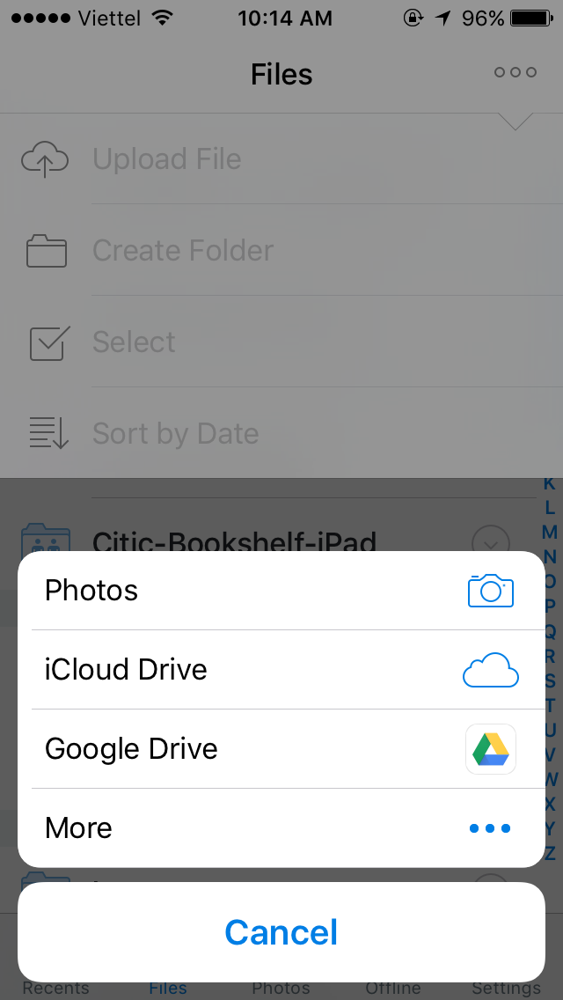 Viettel 10:14 AM 96%
Files
Upload File
Create Folder
Select
Sort by Date
K
L
Citic-Bookshelf-iPad
M
N
Photos
O
P
Q
R
iCloud Drive
S
T
U
Google Drive
V
W
X
More
Y
Z
Cancel
Recents Files Photos Offline Settings